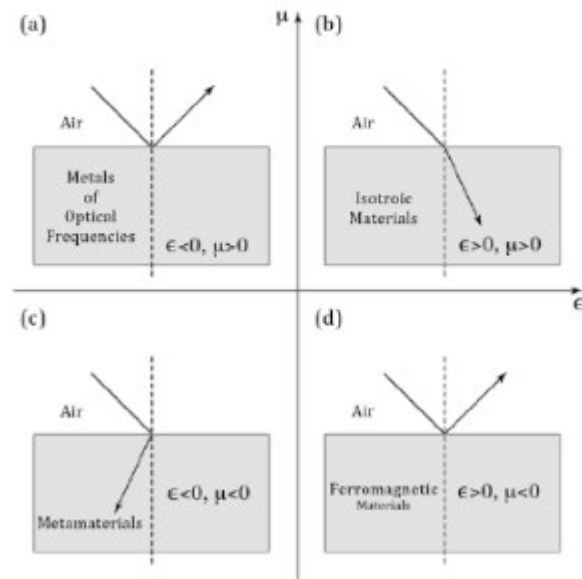 (a)
μ
(b)
Air
Air
Metals
of
Optical
Frequencies
ϵ<0, μ>0
Isotroic
Materials
ϵ>0, μ>0
ϵ
(c)
(d)
Air
Air
ϵ<0, μ<0
Metamaterials
Ferromagnetic
Materials
ϵ>0, μ<0